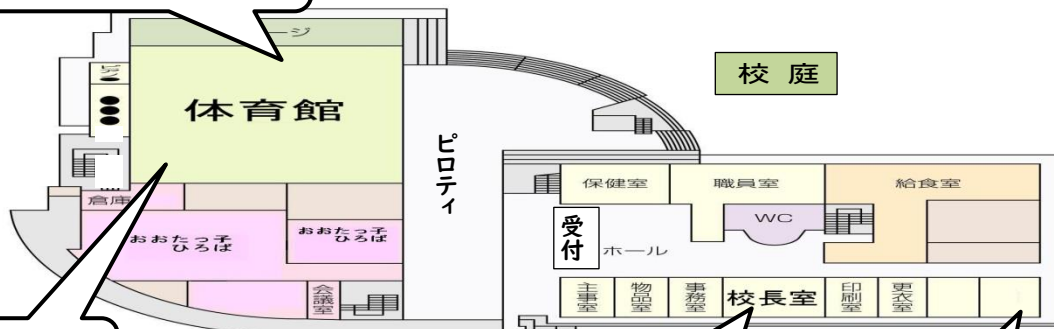 ージ
校庭
体育館
ピロティ
保健室
職員室
給食室
倉庫
WC
受付
ホール
おおたっ子
ひろば
おおたっ子
ひろば
会議室
主事室
物品室
事務室
校長室
印刷室
更衣室